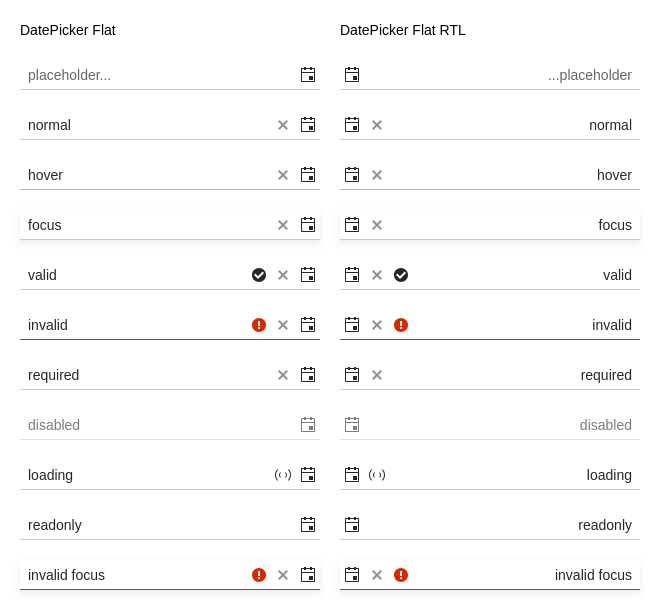 DatePicker Flat
placeholder...
normal
hover
focus
valid
invalid
required
disabled
loading
readonly
invalid focus
DatePicker Flat RTL
...placeholder
normal
hover
focus
valid
invalid
required
disabled
loading
readonly
invalid focus